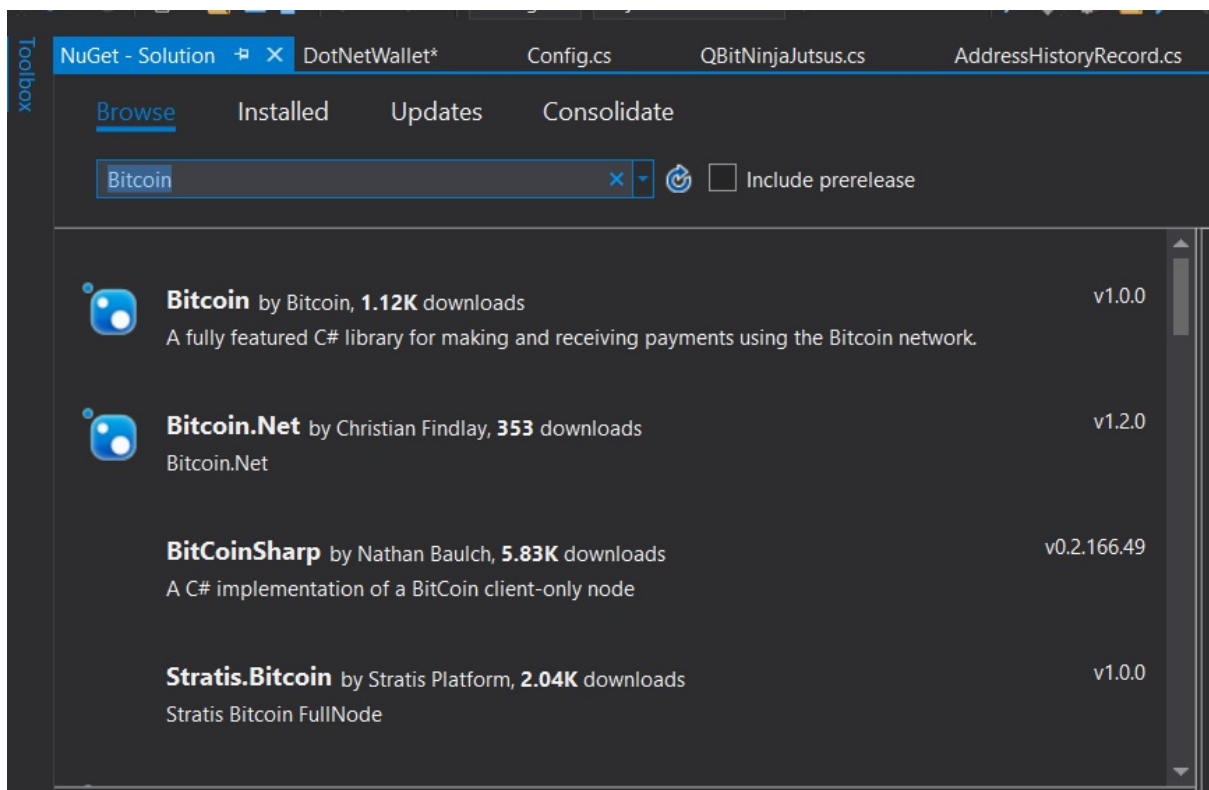 Toolbox
NuGet - Solution DotNetWallet* Config.cs QBitNinjaJutsus.cs AddressHistoryRecord.cs
Browse Installed Updates Consolidate
Bitcoin Include prerelease
Bitcoin by Bitcoin, 1.12K downloads v1.0.0
A fully featured C# library for making and receiving payments using the Bitcoin network.
Bitcoin.Net by Christian Findlay, 353 downloads v1.2.0
Bitcoin.Net
BitCoinSharp by Nathan Baulch, 5.83K downloads v0.2.166.49
A C# implementation of a BitCoin client-only node
Stratis.Bitcoin by Stratis Platform, 2.04K downloads v1.0.0
Stratis Bitcoin FullNode